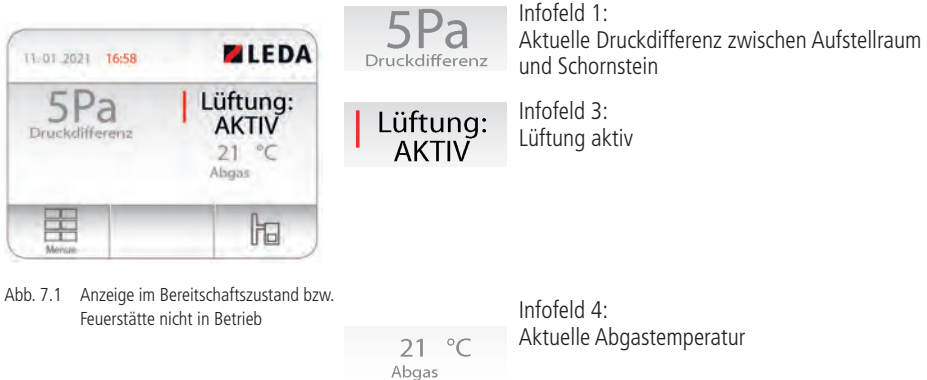 11. 01 .2021 16:58
LEDA
5Pa
Druckdifferenz
Lüftung:
AKTIV
21 °C
Abgas
Menue
Abb. 7.1 Anzeige im Bereitschaftszustand bzw.
Feuerstätte nicht in Betrieb
5Pa
Druckdifferenz
Infofeld 1:
Aktuelle Druckdifferenz zwischen Aufstellraum
und Schornstein
Lüftung:
AKTIV
Infofeld 3:
Lüftung aktiv
21 °C
Abgas
Infofeld 4:
Aktuelle Abgastemperatur